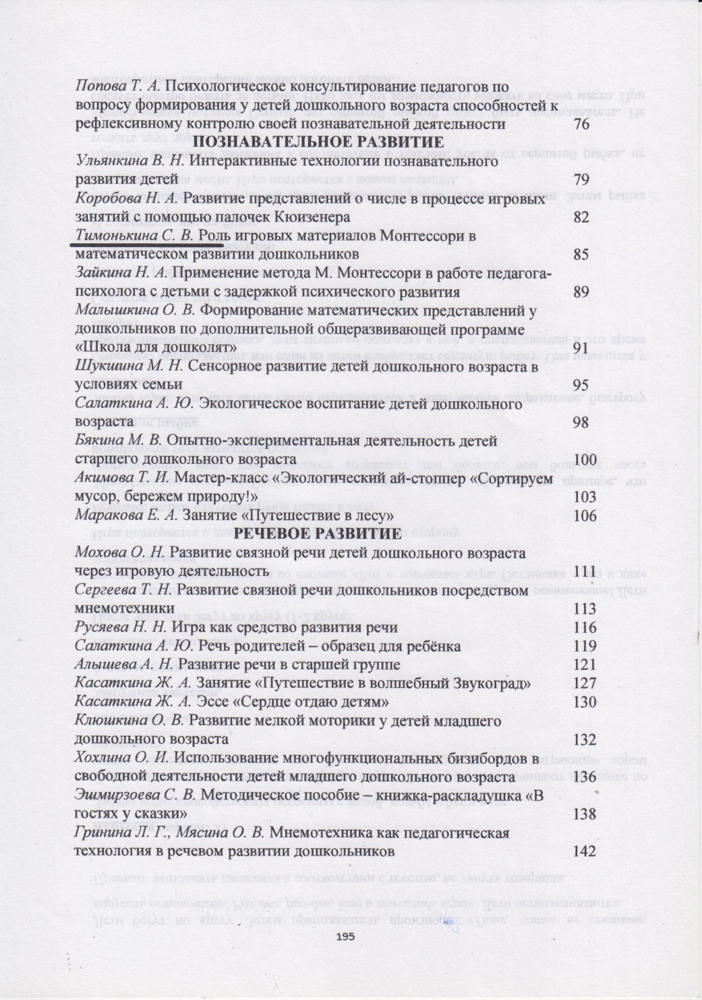 Попова Т. А. Психологическое консультирование педагогов по
вопросу формирования у детей дошкольного возраста способностей к
рефлексивному контролю своей познавательной деятельности 76
ПОЗНАВАТЕЛЬНОЕ РАЗВИТИЕ
Ульянкина В. Н. Интерактивные технологии познавательного
развития детей 79
Коробова Н. А. Развитие представлений о числе в процессе игровых
занятий с помощью палочек Кюизенера 82
Тимонькина С. В. Роль игровых материалов Монтессори в
математическом развитии дошкольников 85
Зайкина Н. А. Применение метода М. Монтессори в работе педагога-
психолога с детьми с задержкой психического развития 89
Малышкина О. В. Формирование математических представлений у
дошкольников по дополнительной общеразвивающей программе
«Школа для дошколят» 91
Шукшина М. Н. Сенсорное развитие детей дошкольного возраста в
условиях семьи 95
Салаткина А. Ю. Экологическое воспитание детей дошкольного
возраста 98
Бякина М. В. Опытно-экспериментальная деятельность детей
старшего дошкольного возраста 100
Акимова Т. И. Мастер-класс «Экологический ай-стоппер «Сортируем
мусор, бережем природу!» 103
Маракова Е. А. Занятие «Путешествие в лесу» 106
РЕЧЕВОЕ РАЗВИТИЕ
Мохова О. Н. Развитие связной речи детей дошкольного возраста
через игровую деятельность 111
Сергеева Т. Н. Развитие связной речи дошкольников посредством
мнемотехники 113
Русяева Н. Н. Игра как средство развития речи 116
Салаткина А. Ю. Речь родителей – образец для ребёнка 119
Алышева А. Н. Развитие речи в старшей группе 121
Касаткина Ж. А. Занятие «Путешествие в волшебный Звукоград» 127
Касаткина Ж. А. Эссе «Сердце отдаю детям» 130
Клюшкина О. В. Развитие мелкой моторики у детей младшего
дошкольного возраста 132
Хохлина О. И. Использование многофункциональных бизибордов в
свободной деятельности детей младшего дошкольного возраста 136
Эшмирзоева С. В. Методическое пособие – книжка-раскладушка «В
гостях у сказки» 138
Гринина Л. Г., Мясина О. В. Мнемотехника как педагогическая
технология в речевом развитии дошкольников 142
195